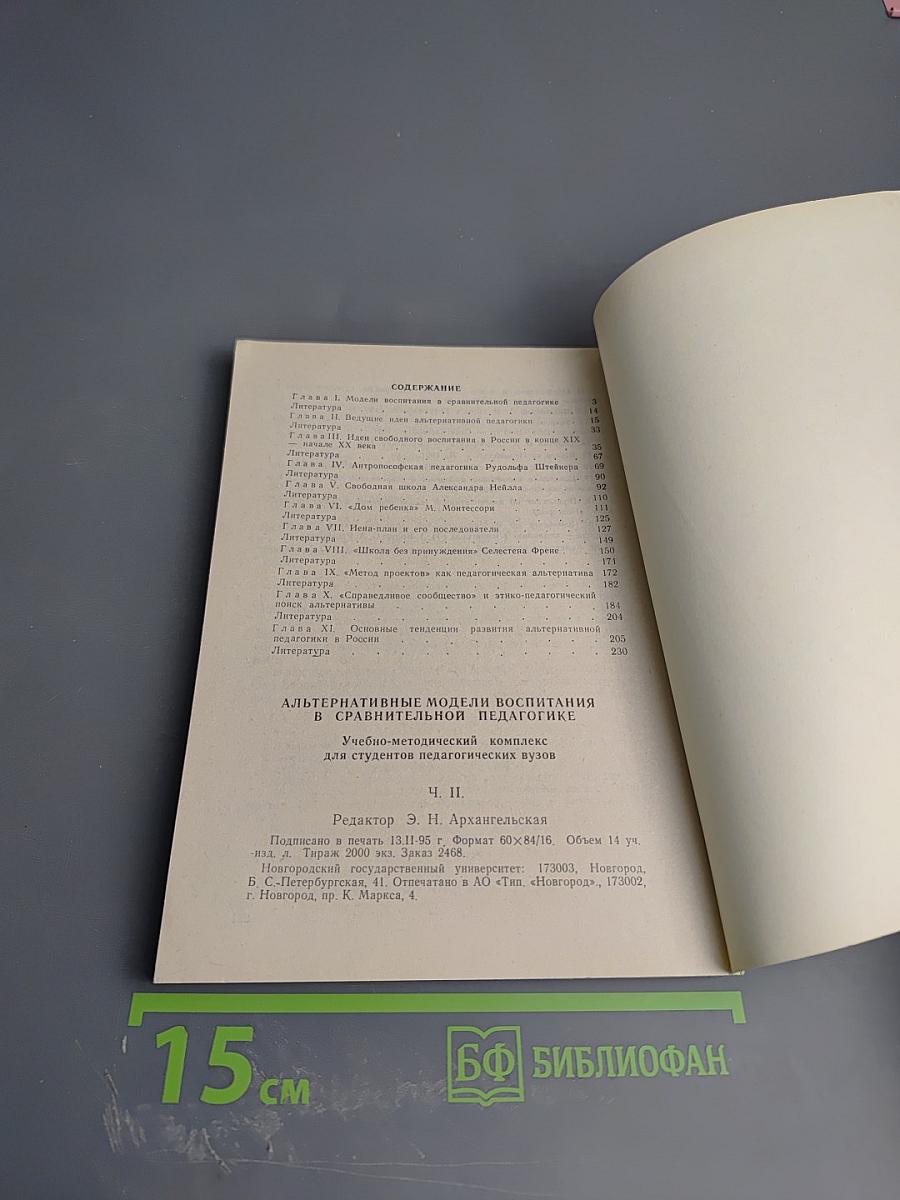 СОДЕРЖАНИЕ
Глава I. Модели воспитания в сравнительной педагогике 3
Литература . . . . . . . . . . . . 14
Глава II. Ведущие идеи альтернативной педагогики . . 15
Литература . . . . . . . . . . . . 33
Глава III. Идеи свободного воспитания в России в конце XIX
— начале XX века . . . . . . . . . . . 35
Литература . . . . . . . . . . . . 67
Глава IV. Антропософская педагогика Рудольфа Штейнера 69
Литература . . . . . . . . . . . . 90
Глава V. Свободная школа Александра Нейлла . . . 92
Литература . . . . . . . . . . . . 110
Глава VI. «Дом ребенка» М. Монтессори . . . . 111
Литература . . . . . . . . . . . . 125
Глава VII. Иена-план и его последователи . . . . 127
Литература . . . . . . . . . . . . 149
Глава VIII. «Школа без принуждения» Селестена Френе . 150
Литература . . . . . . . . . . . . 171
Глава IX. «Метод проектов» как педагогическая альтернатива 172
Литература . . . . . . . . . . . . 182
Глава X. «Справедливое сообщество» и этико-педагогический
поиск альтернативы . . . . . . . . . . 184
Литература . . . . . . . . . . . . 204
Глава XI. Основные тенденции развития альтернативной
педагогики в России . . . . . . . . . . 205
Литература . . . . . . . . . . . . 230
АЛЬТЕРНАТИВНЫЕ МОДЕЛИ ВОСПИТАНИЯ
В СРАВНИТЕЛЬНОЙ ПЕДАГОГИКЕ
Учебно-методический комплекс
для студентов педагогических вузов
Ч. II.
Редактор Э. Н. Архангельская
Подписано в печать 13.II-95 г. Формат 60×84/16. Объем 14 уч.
-изд. л. Тираж 2000 экз. Заказ 2468.
Новгородский государственный университет: 173003, Новгород,
Б. С.-Петербургская, 41. Отпечатано в АО «Тип. «Новгород»., 173002,
г. Новгород, пр. К. Маркса, 4.
15 см БФ БИБЛИОФАН